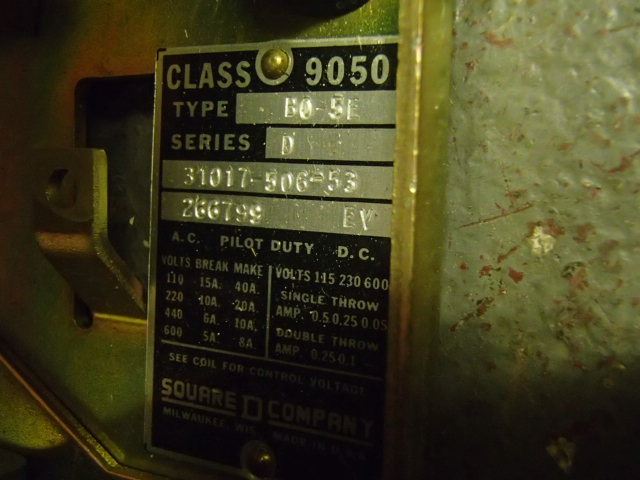 CLASS 9050
TYPE BO-5E
SERIES D
31017-506-53
266799 EV
A.C. PILOT DUTY D.C.
VOLTS BREAK MAKE VOLTS 115 230 600
110 15A. 40A. SINGLE THROW
220 10A. 20A. AMP. 0.5 0.25 0.05
440 6A. 10A. DOUBLE THROW
600 5A. 8A. AMP. 0.25 0.1
SEE COIL FOR CONTROL VOLTAGE
SQUARE D COMPANY
MILWAUKEE, WIS. MADE IN U.S.A.